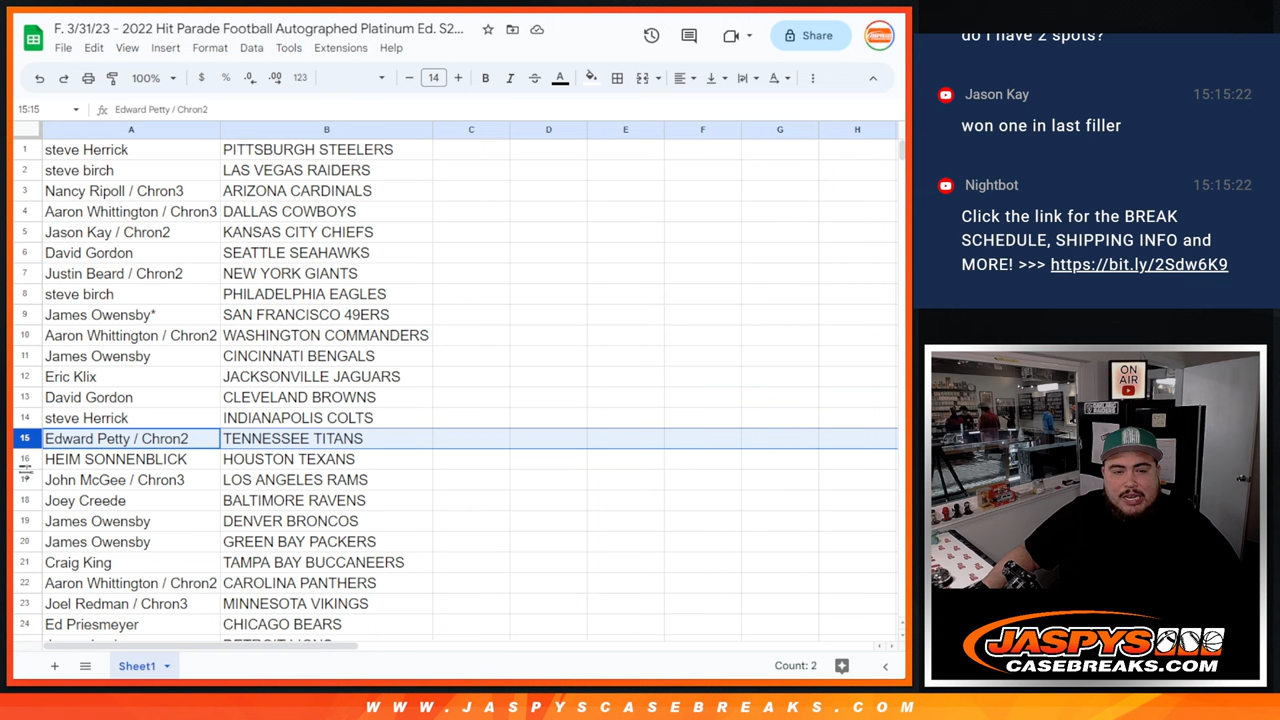 F. 3/31/23 - 2022 Hit Parade Football Autographed Platinum Ed. S2...
Share
File Edit View Insert Format Data Tools Extensions Help
100% $ % .0 .00 123 14 B I S A
15:15 fx Edward Petty / Chron2
A B C D E F G H
1 steve Herrick PITTSBURGH STEELERS
2 steve birch LAS VEGAS RAIDERS
3 Nancy Ripoll / Chron3 ARIZONA CARDINALS
4 Aaron Whittington / Chron3 DALLAS COWBOYS
5 Jason Kay / Chron2 KANSAS CITY CHIEFS
6 David Gordon SEATTLE SEAHAWKS
7 Justin Beard / Chron2 NEW YORK GIANTS
8 steve birch PHILADELPHIA EAGLES
9 James Owensby* SAN FRANCISCO 49ERS
10 Aaron Whittington / Chron2 WASHINGTON COMMANDERS
11 James Owensby CINCINNATI BENGALS
12 Eric Klix JACKSONVILLE JAGUARS
13 David Gordon CLEVELAND BROWNS
14 steve Herrick INDIANAPOLIS COLTS
15 Edward Petty / Chron2 TENNESSEE TITANS
16 HEIM SONNENBLICK HOUSTON TEXANS
17 John McGee / Chron3 LOS ANGELES RAMS
18 Joey Creede BALTIMORE RAVENS
19 James Owensby DENVER BRONCOS
20 James Owensby GREEN BAY PACKERS
21 Craig King TAMPA BAY BUCCANEERS
22 Aaron Whittington / Chron2 CAROLINA PANTHERS
23 Joel Redman / Chron3 MINNESOTA VIKINGS
24 Ed Priesmeyer CHICAGO BEARS
Sheet1
Count: 2
do I have 2 spots?
Jason Kay 15:15:22
won one in last filler
Nightbot 15:15:22
Click the link for the BREAK
SCHEDULE, SHIPPING INFO and
MORE! >>> https://bit.ly/2Sdw6K9
ON
AIR
JASPYS
CASEBREAKS.COM
WWW.JASPYSCASEBREAKS.COM